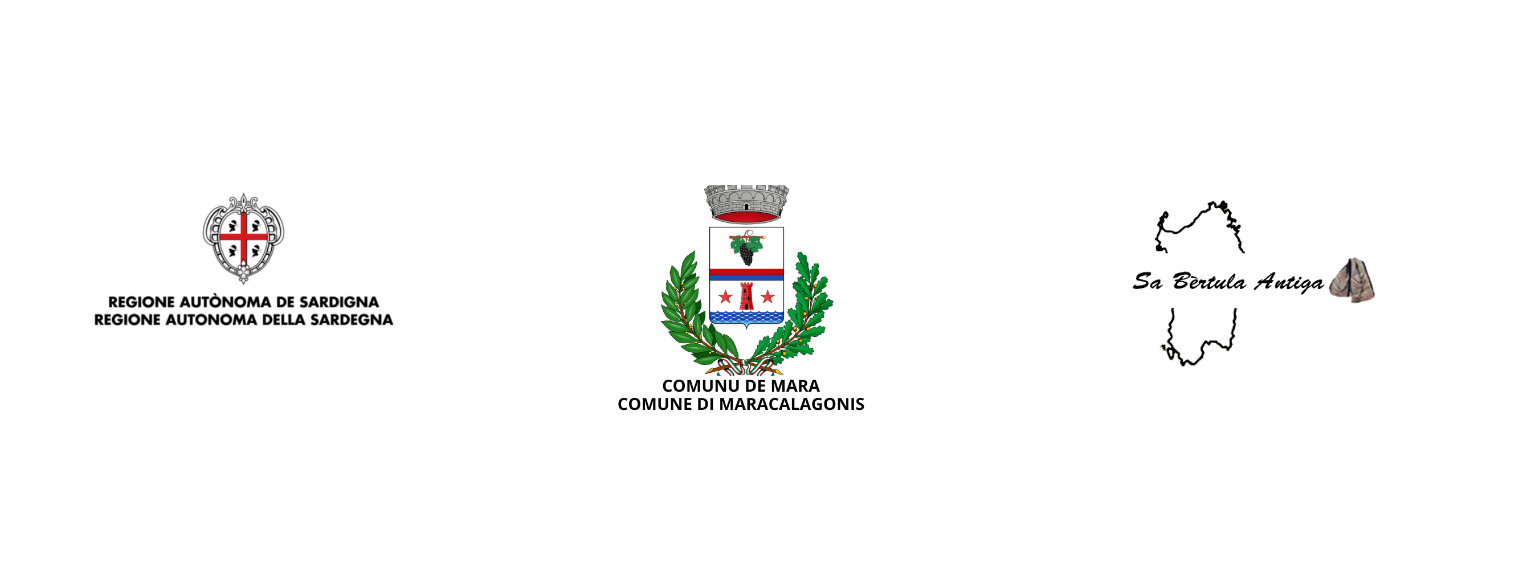 REGIONE AUTÒNOMA DE SARDIGNA
REGIONE AUTONOMA DELLA SARDEGNA
COMUNU DE MARA
COMUNE DI MARACALAGONIS
Sa Bèrtula Antiga